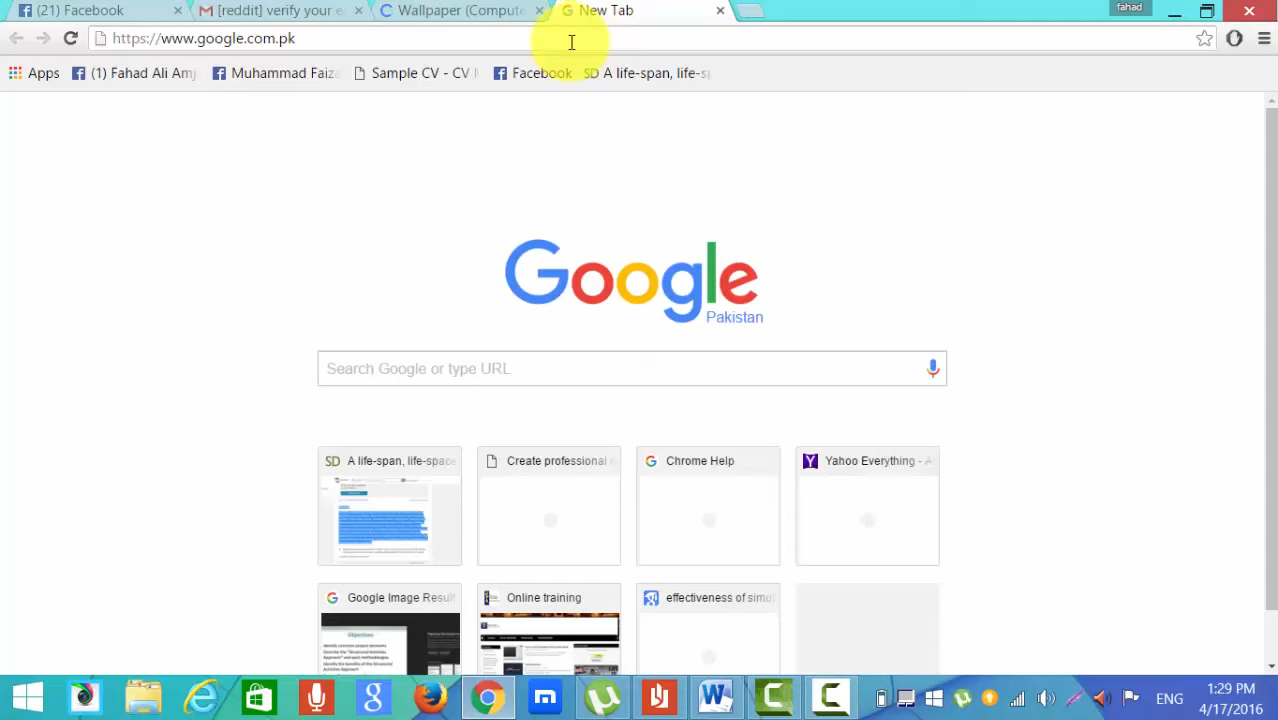 (21) Facebook
[reddit] verify your e
Wallpaper (Compute
New Tab
fahad
https://www.google.com.pk
Apps
(1) Fahad Ali Amj
Muhammad Faiza
Sample CV - CV
Facebook
SD A life-span, life-s
Google
Pakistan
Search Google or type URL
SD A life-span, life-space
Create professional
Chrome Help
Yahoo Everything - A
Google Image Resul
Online training
effectiveness of simu
Objectives
ENG
1:29 PM
4/17/2016